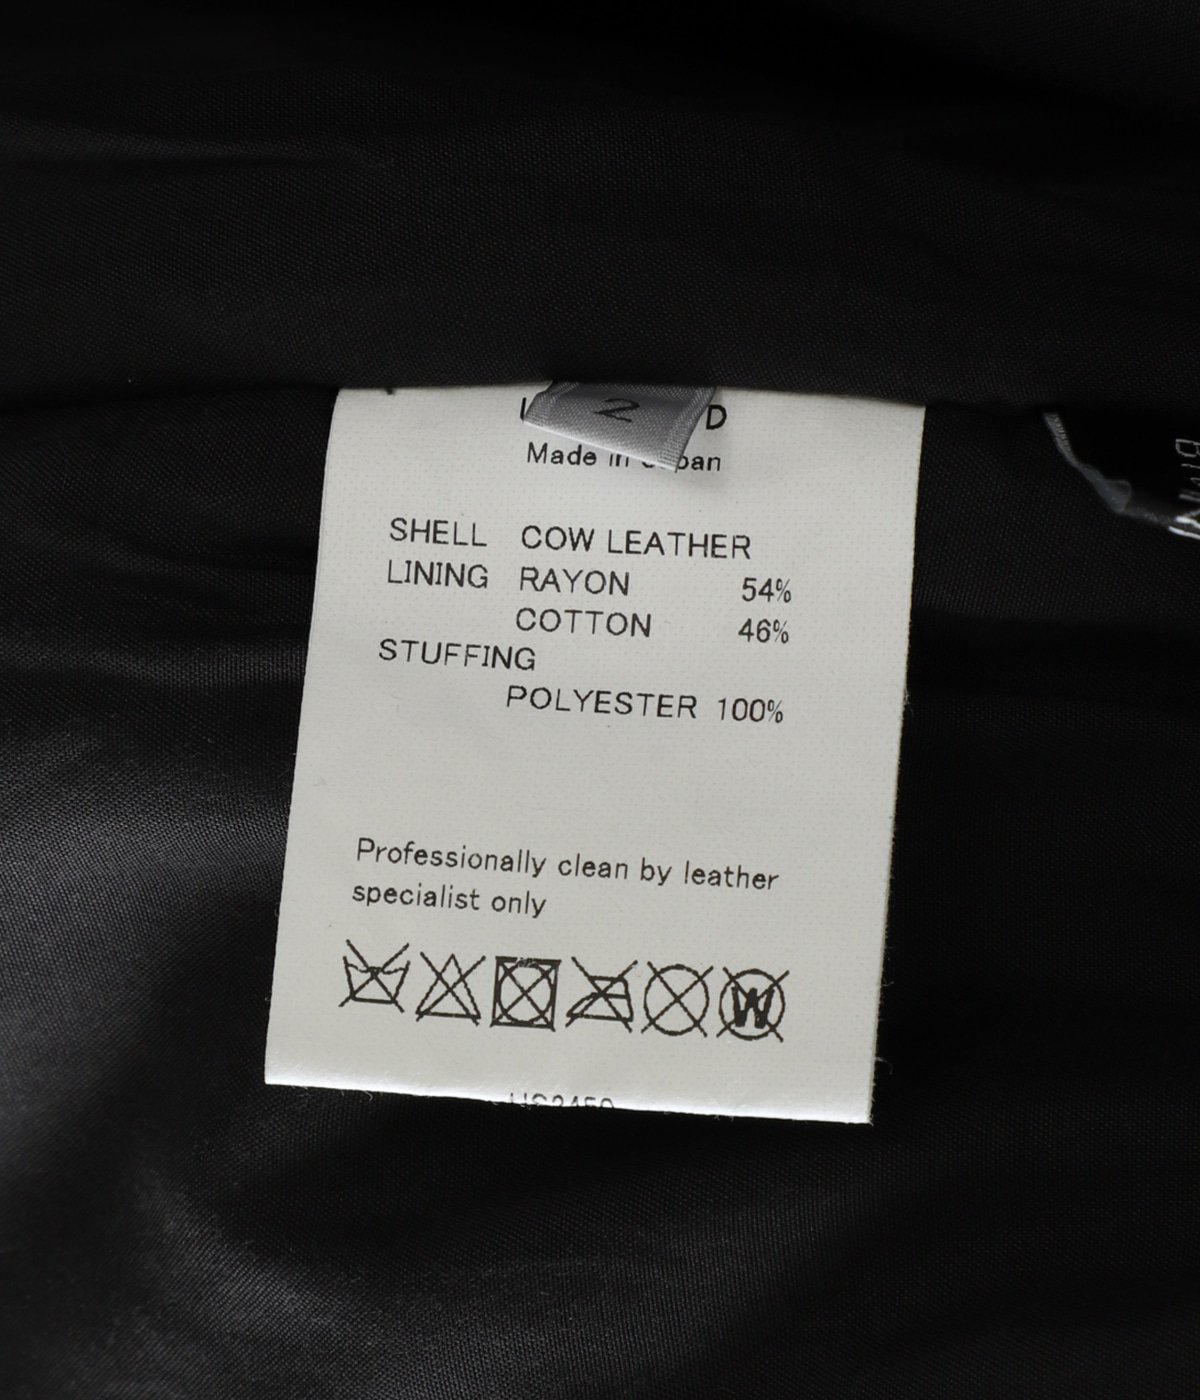 2
Made in
SHELL COW LEATHER
LINING RAYON 54%
COTTON 46%
STUFFING
POLYESTER 100%
Professionally clean by leather
specialist only
W